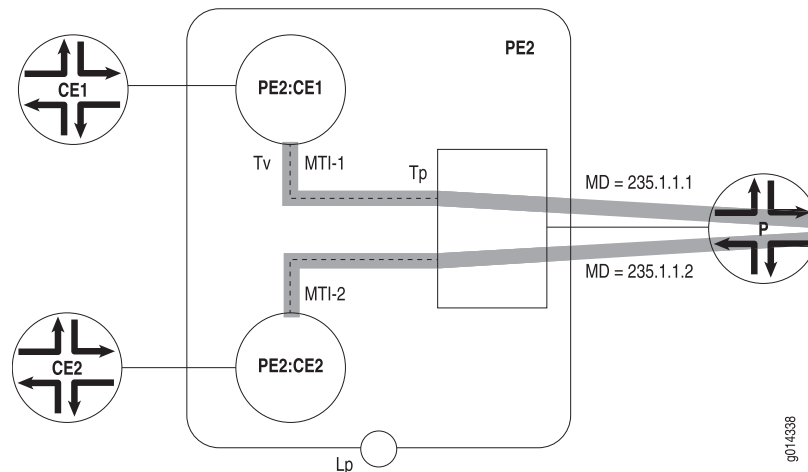 PE2
CE1
PE2:CE1
Tv
MTI-1
Tp
MD = 235.1.1.1
P
MD = 235.1.1.2
MTI-2
CE2
PE2:CE2
Lp
g014338